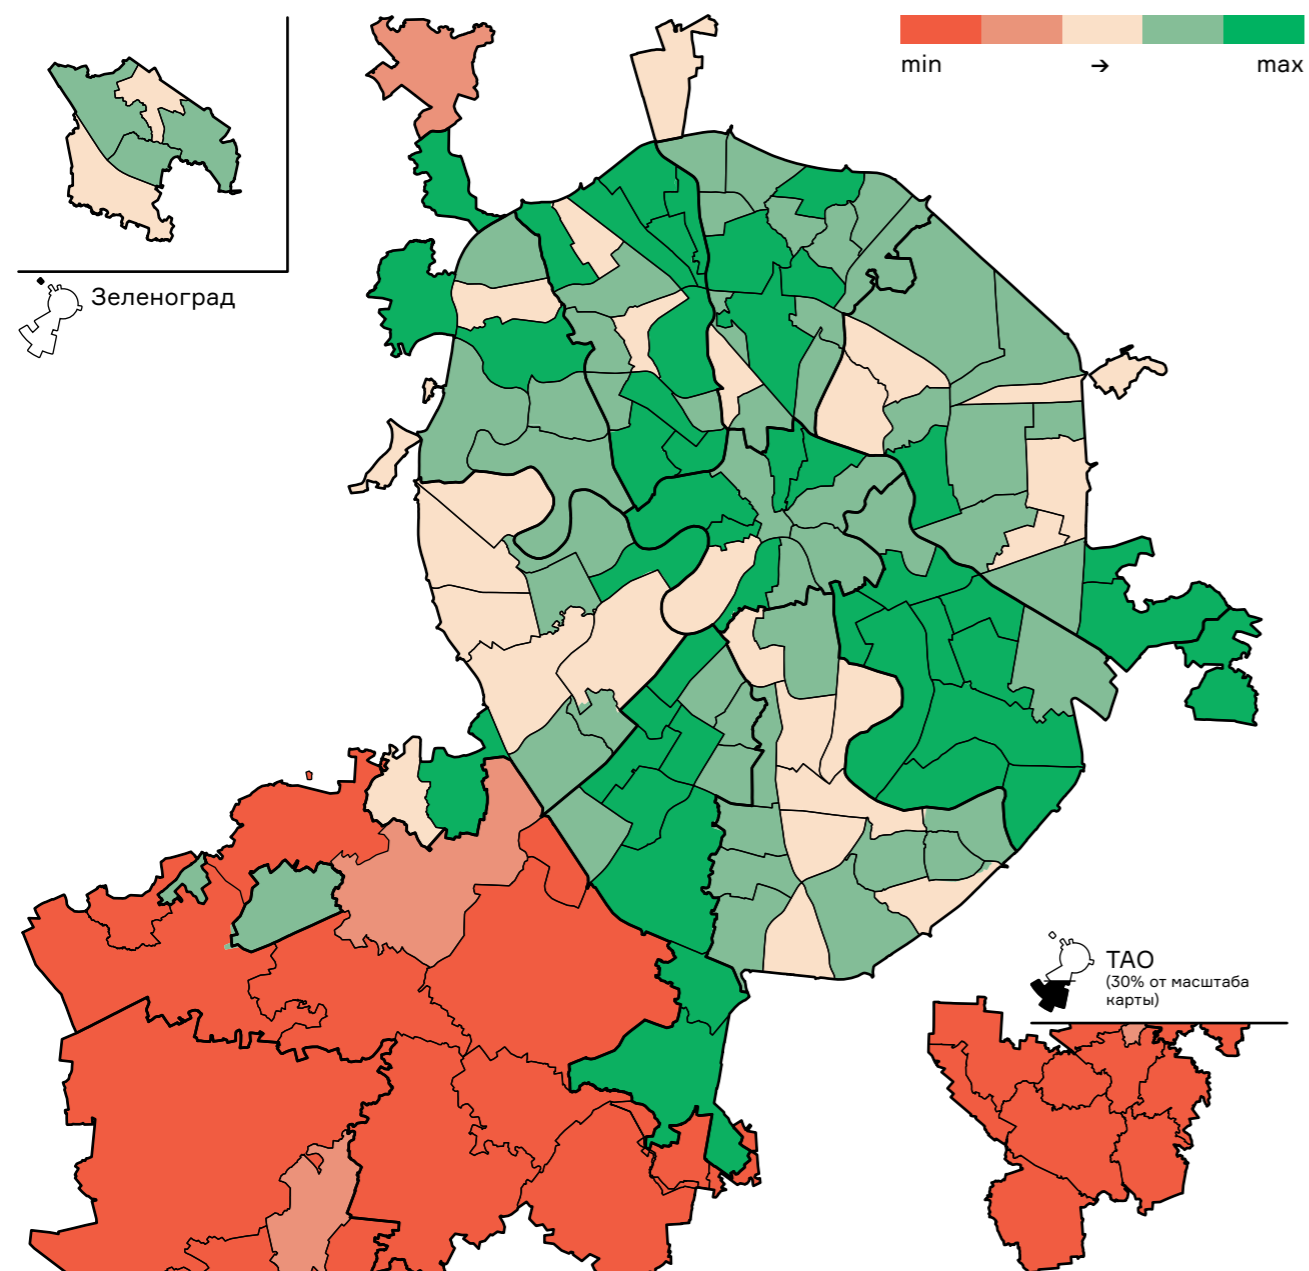 min → max
Зеленоград
ТАО
(30% от масштаба
карты)